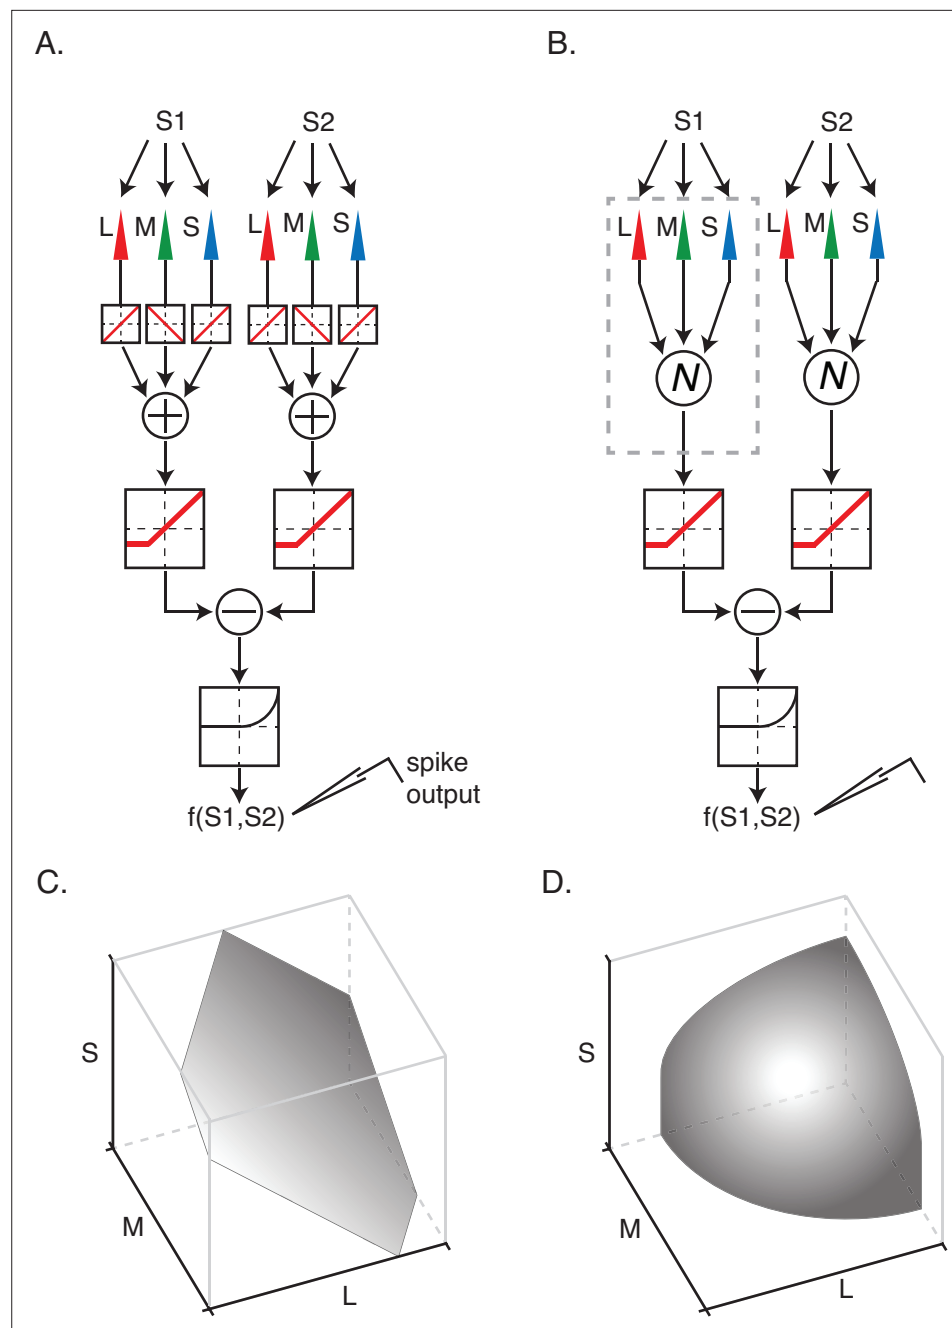 A.
B.
S1 S2
S1 S2
L M S L M S
L M S L M S
N N
spike
output
f(S1,S2)
f(S1,S2)
C.
D.
S
M
L
S
M
L